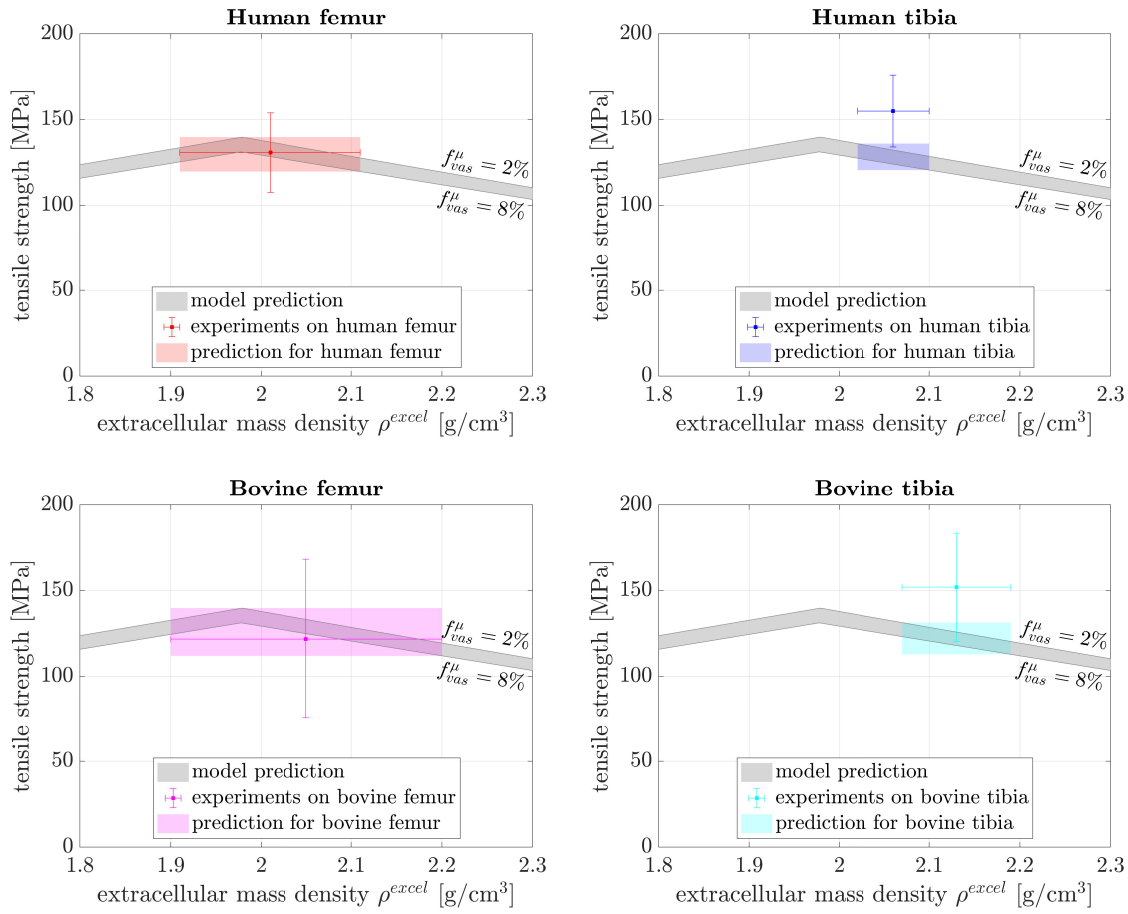 Human femur
200
150
100
50
0
tensile strength [MPa]
f^μ_vas = 2%
f^μ_vas = 8%
model prediction
experiments on human femur
prediction for human femur
1.8 1.9 2 2.1 2.2 2.3
extracellular mass density ρ^excel [g/cm³]
Human tibia
200
150
100
50
0
tensile strength [MPa]
f^μ_vas = 2%
f^μ_vas = 8%
model prediction
experiments on human tibia
prediction for human tibia
1.8 1.9 2 2.1 2.2 2.3
extracellular mass density ρ^excel [g/cm³]
Bovine femur
200
150
100
50
0
tensile strength [MPa]
f^μ_vas = 2%
f^μ_vas = 8%
model prediction
experiments on bovine femur
prediction for bovine femur
1.8 1.9 2 2.1 2.2 2.3
extracellular mass density ρ^excel [g/cm³]
Bovine tibia
200
150
100
50
0
tensile strength [MPa]
f^μ_vas = 2%
f^μ_vas = 8%
model prediction
experiments on bovine tibia
prediction for bovine tibia
1.8 1.9 2 2.1 2.2 2.3
extracellular mass density ρ^excel [g/cm³]